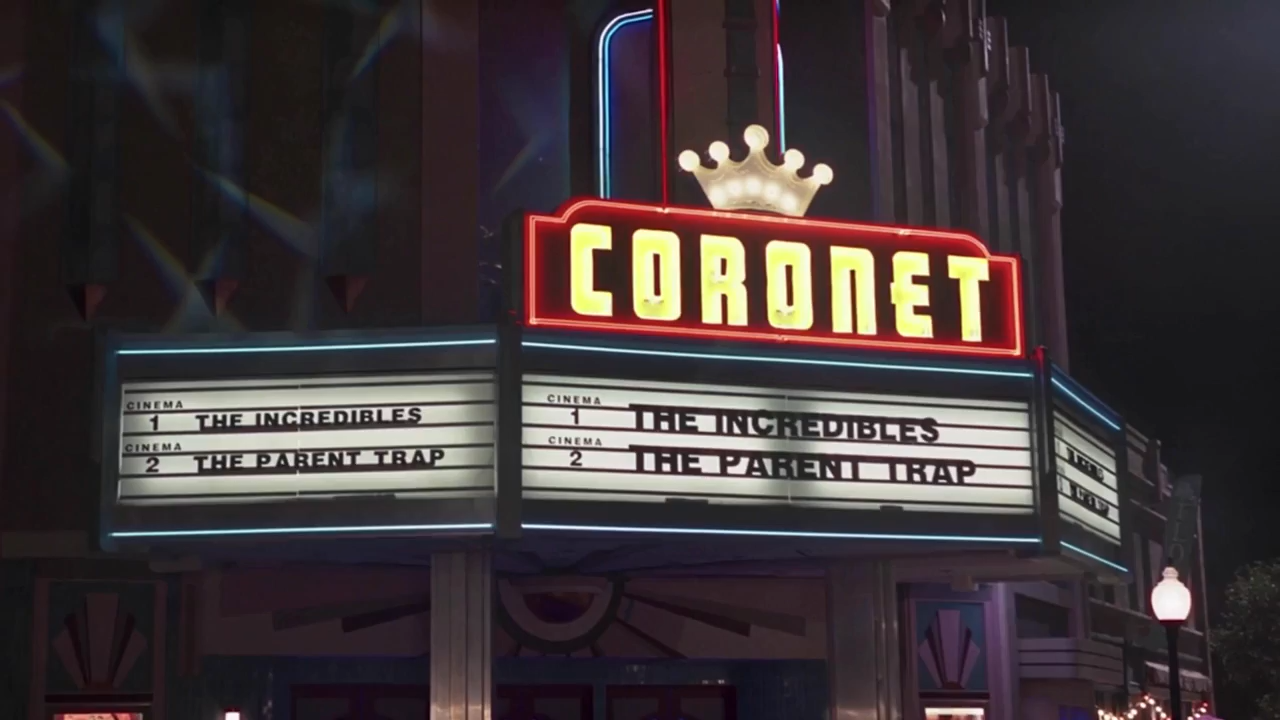 CORONET
CINEMA
1 THE INCREDIBLES
CINEMA
2 THE PARENT TRAP
CINEMA
1 THE INCREDIBLES
CINEMA
2 THE PARENT TRAP